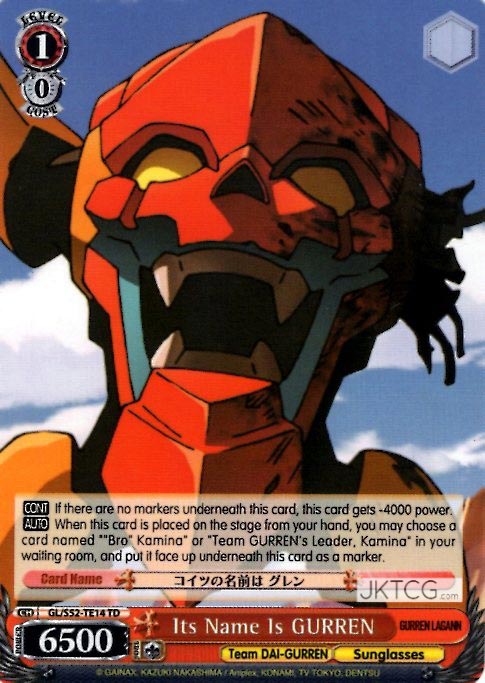 LEVEL
1
0
COST
CONT If there are no markers underneath this card, this card gets -4000 power.
AUTO When this card is placed on the stage from your hand, you may choose a
card named ""Bro" Kamina" or "Team GURREN's Leader, Kamina" in your
waiting room, and put it face up underneath this card as a marker.
Card Name コイツの名前は グレン
JKTCG.com
CH GL/S52-TE14 TD
POWER 6500 SOUL Its Name Is GURREN GURREN LAGANN
Team DAI-GURREN Sunglasses
© GAINAX, KAZUKI NAKASHIMA / Aniplex, KONAMI, TV TOKYO, DENTSU